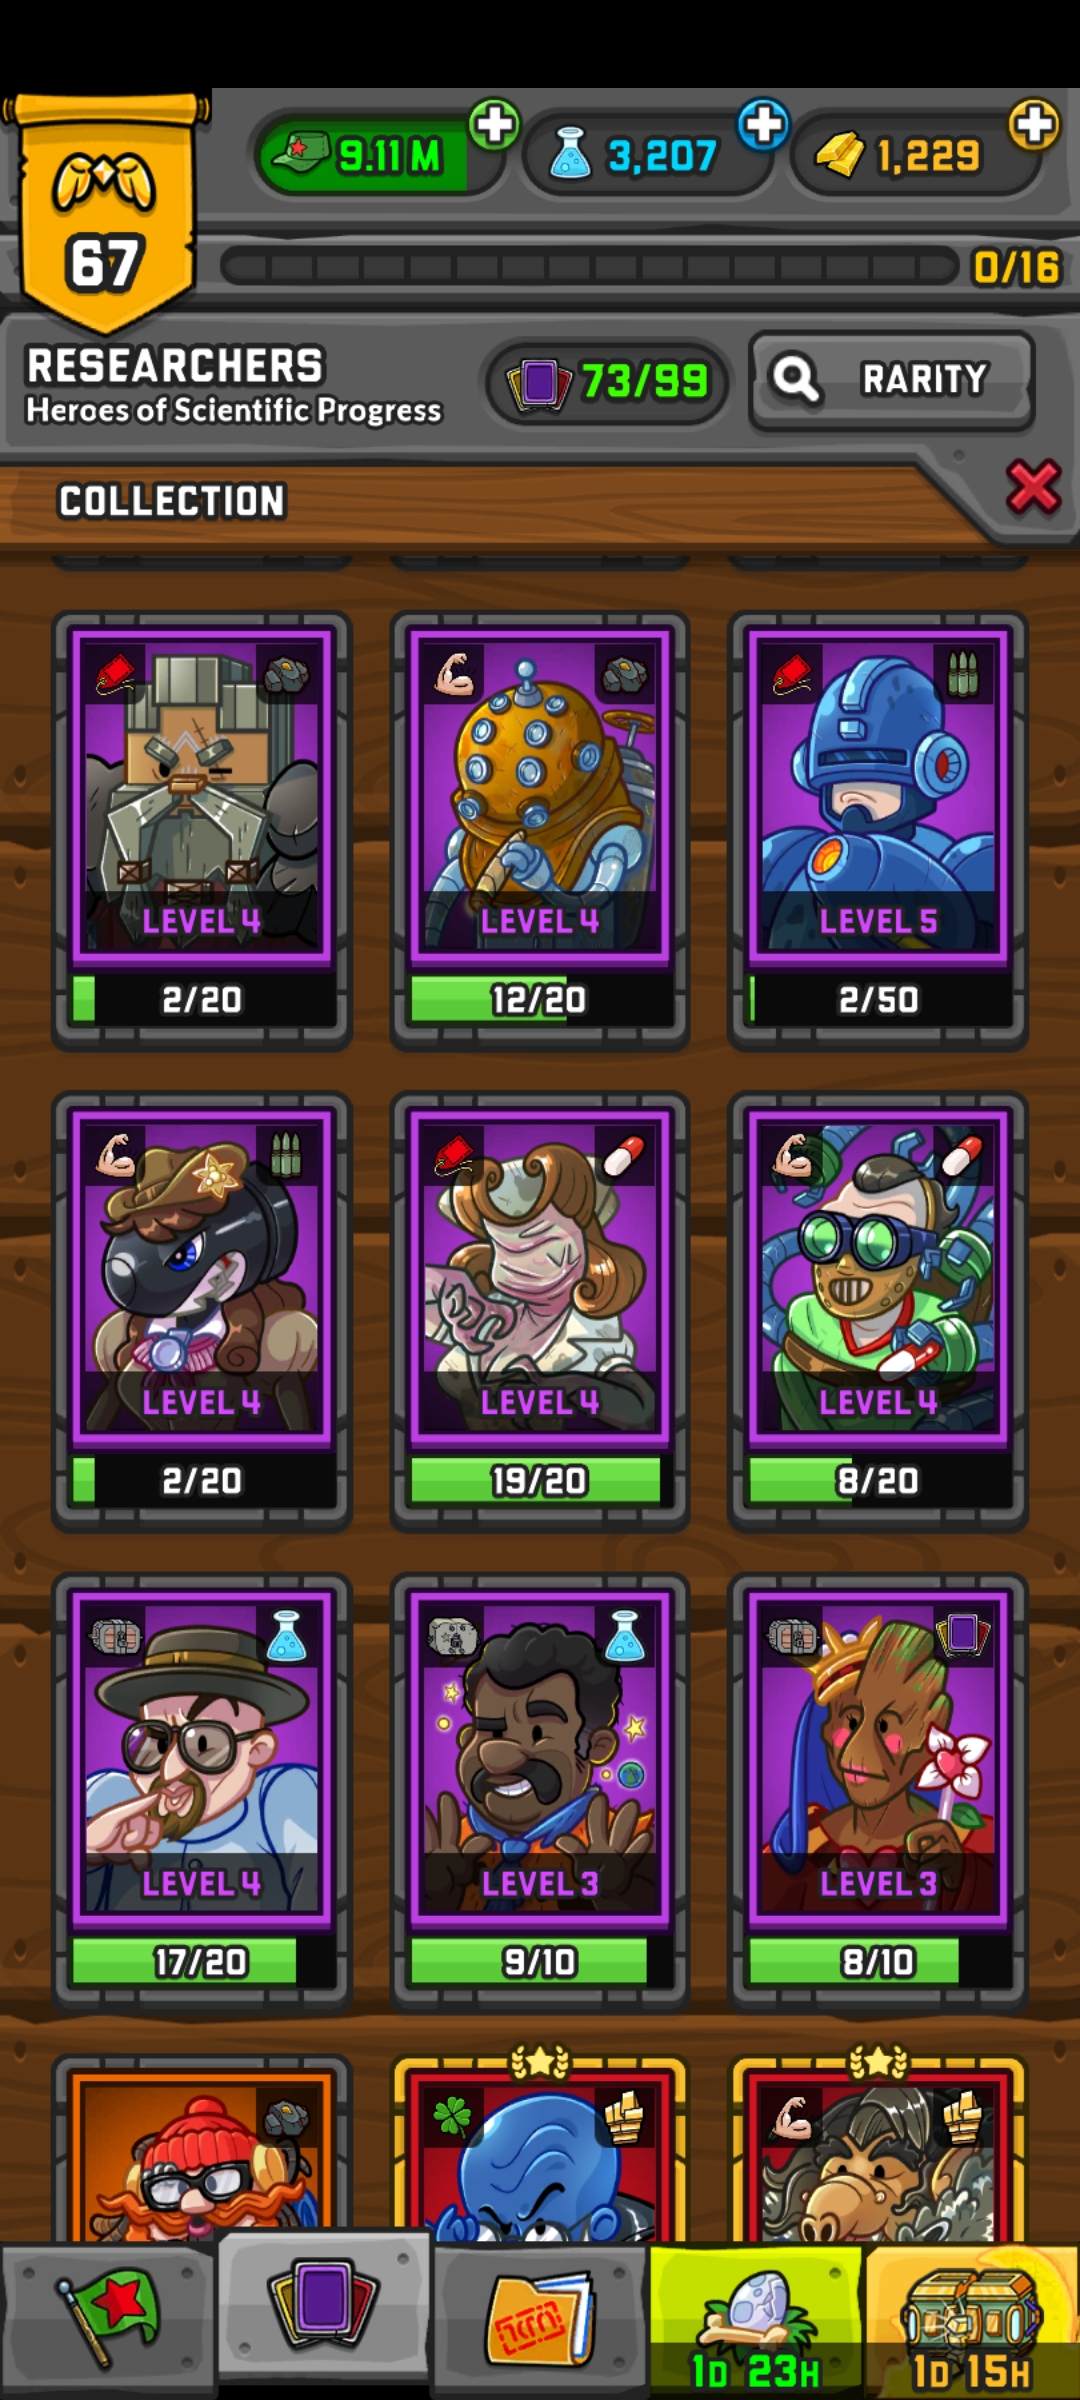 9.11 M
3,207
1,229
67
0/16
RESEARCHERS
Heroes of Scientific Progress
73/99
RARITY
COLLECTION
LEVEL 4
LEVEL 4
LEVEL 5
2/20
12/20
2/50
LEVEL 4
LEVEL 4
LEVEL 4
2/20
19/20
8/20
LEVEL 4
LEVEL 3
LEVEL 3
17/20
9/10
8/10
1D 23H
1D 15H